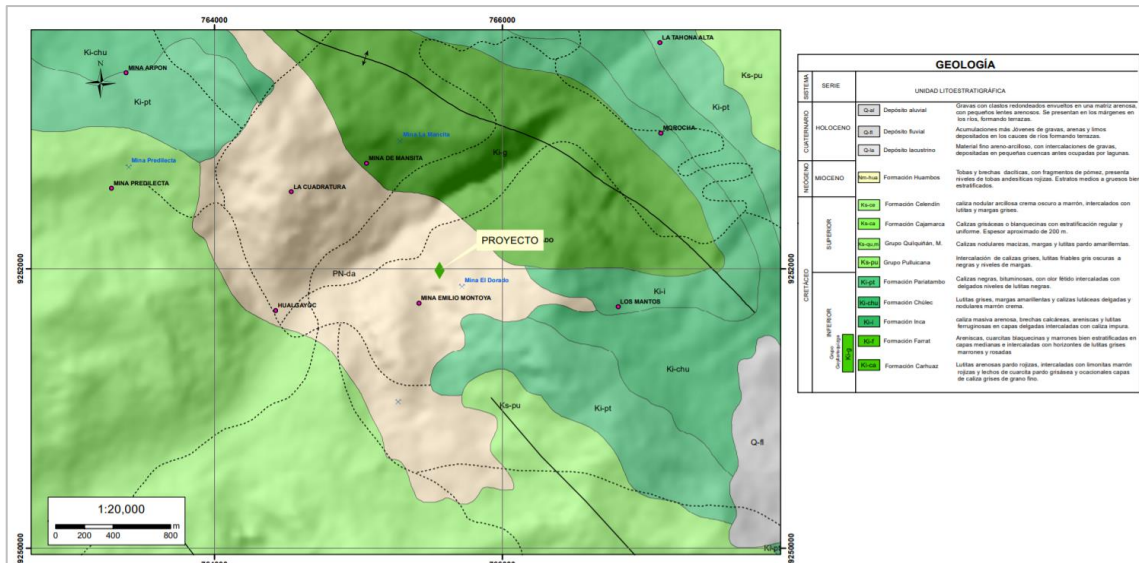 764000
766000
Ki-chu
N
MINA ARPON
Ki-pt
LA TAHONA ALTA
Ks-pu
Ki-pt
Mina La Mansita
MOROCHA
Mina Predilecta
MINA DE MANSITA
Ki-g
MINA PREDILECTA
LA CUADRATURA
PROYECTO
9252000
9252000
PN-da
Mina El Dorado
Ki-i
HUALGAYOC
MINA EMILIO MONTOYA
LOS MANTOS
Ki-chu
Ks-pu
Ki-pt
Q-fl
1:20,000
0 200 400 800
m
9250000
9250000
GEOLOGÍA
SISTEMA
SERIE
UNIDAD LITOESTRATIGRÁFICA
CUATERNARIO
HOLOCENO
Q-al Depósito aluvial
Gravas con clastos redondeados envueltos en una matriz arenosa,
con pequeños lentes arenosos. Se presentan en los márgenes en
los ríos, formando terrazas.
Q-fl Depósito fluvial
Acumulaciones más Jóvenes de gravas, arenas y limos
depositados en los cauces de ríos formando terrazas.
Q-la Depósito lacustrino
Material fino areno-arcilloso, con intercalaciones de gravas,
depositadas en pequeñas cuencas antes ocupadas por lagunas.
NEÓGENO
MIOCENO
Nm-hua Formación Huambos
Tobas y brechas dacíticas, con fragmentos de pómez, presenta
niveles de tobas andesíticas rojizas. Estratos medios a gruesos bien
estratificados.
CRETÁCEO
SUPERIOR
Ks-ce Formación Celendín
caliza nodular arcillosa crema oscuro a marrón, intercalados con
lutitas y margas grises.
Ks-ca Formación Cajamarca
Calizas grisáceas o blanquecinas con estratificación regular y
uniforme. Espesor aproximado de 200 m.
Ks-qu,m Grupo Quilquiñán, M.
Calizas nodulares macizas, margas y lutitas pardo amarillentas.
Ks-pu Grupo Pulluicana
Intercalación de calizas grises, lutitas friables gris oscuras a
negras y niveles de margas.
INFERIOR
Ki-pt Formación Pariatambo
Calizas negras, bituminosas, con olor fétido intercaladas con
delgados niveles de lutitas negras.
Ki-chu Formación Chúlec
Lutitas grises, margas amarillentas y calizas lutáceas delgadas y
nodulares marrón crema.
Ki-i Formación Inca
caliza masiva arenosa, brechas calcáreas, areniscas y lutitas
ferruginosas en capas delgadas intercaladas con caliza impura.
Grupo
Ki-g
Ki-f Formación Farrat
Areniscas, cuarcitas blaquecinas y marrones bien estratificadas en
capas medianas e intercaladas con horizontes de lutitas grises
marrones y rosadas
Ki-ca Formación Carhuaz
Lutitas arenosas pardo rojizas, intercaladas con limonitas marrón
rojizas y lechos de cuarcita pardo grisásea y ocacionales capas
de caliza grises de grano fino.